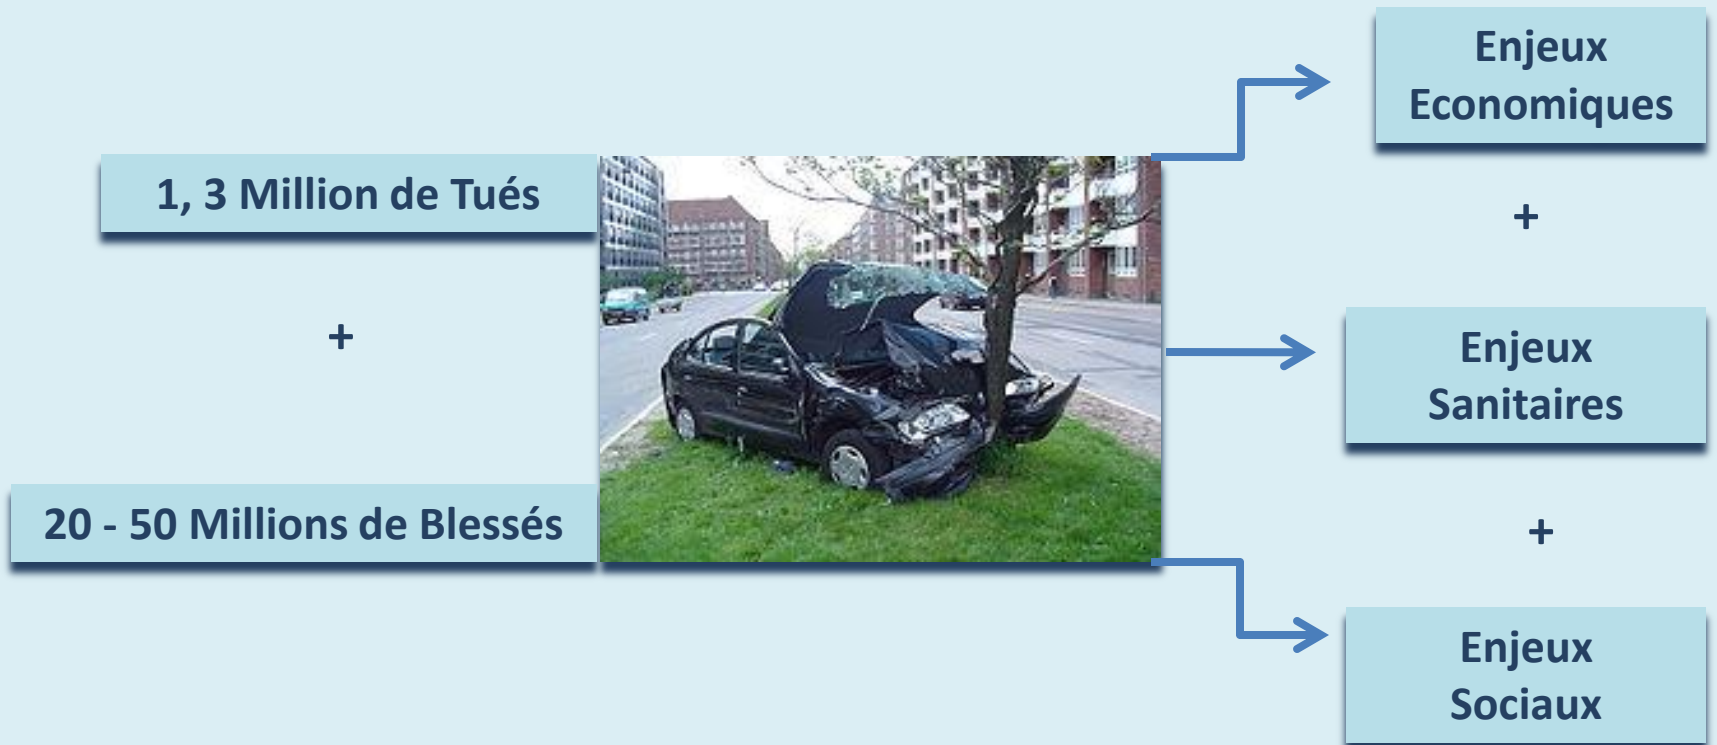 1, 3 Million de Tués
+
20 - 50 Millions de Blessés
Enjeux
Economiques
+
Enjeux
Sanitaires
+
Enjeux
Sociaux